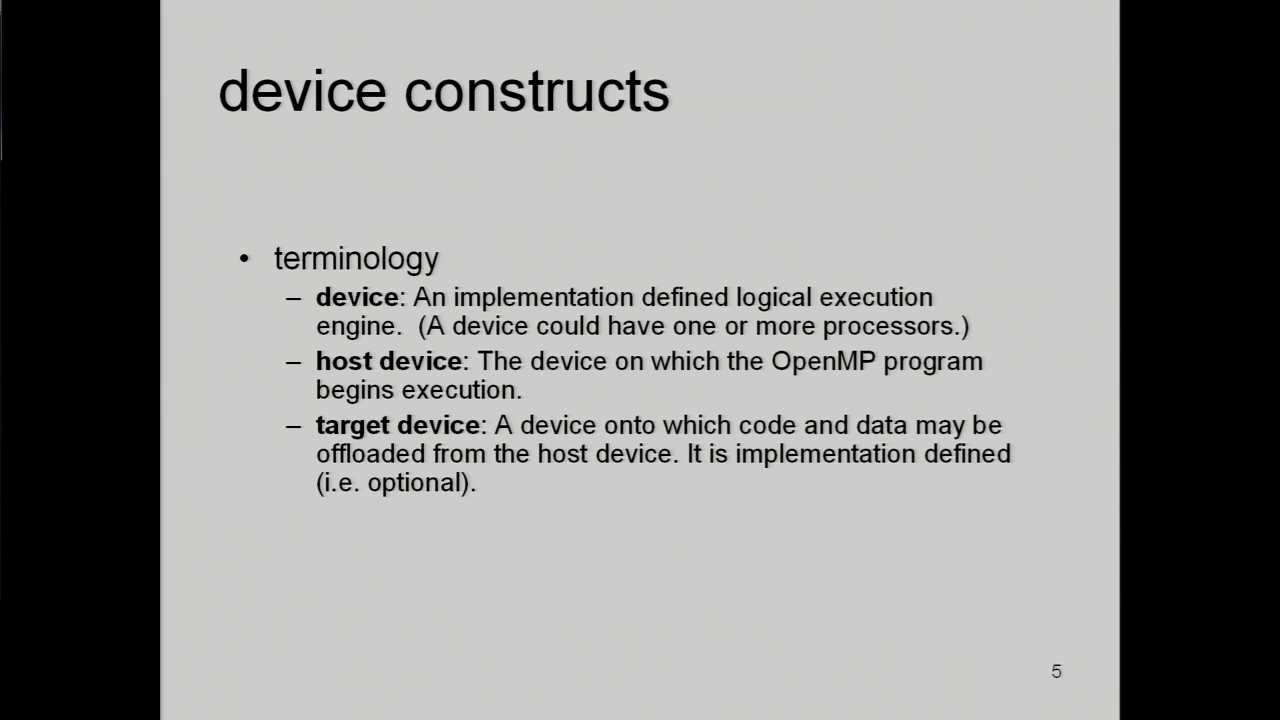 device constructs
• terminology
– device: An implementation defined logical execution
engine.  (A device could have one or more processors.)
– host device: The device on which the OpenMP program
begins execution.
– target device: A device onto which code and data may be
offloaded from the host device. It is implementation defined
(i.e. optional).
5